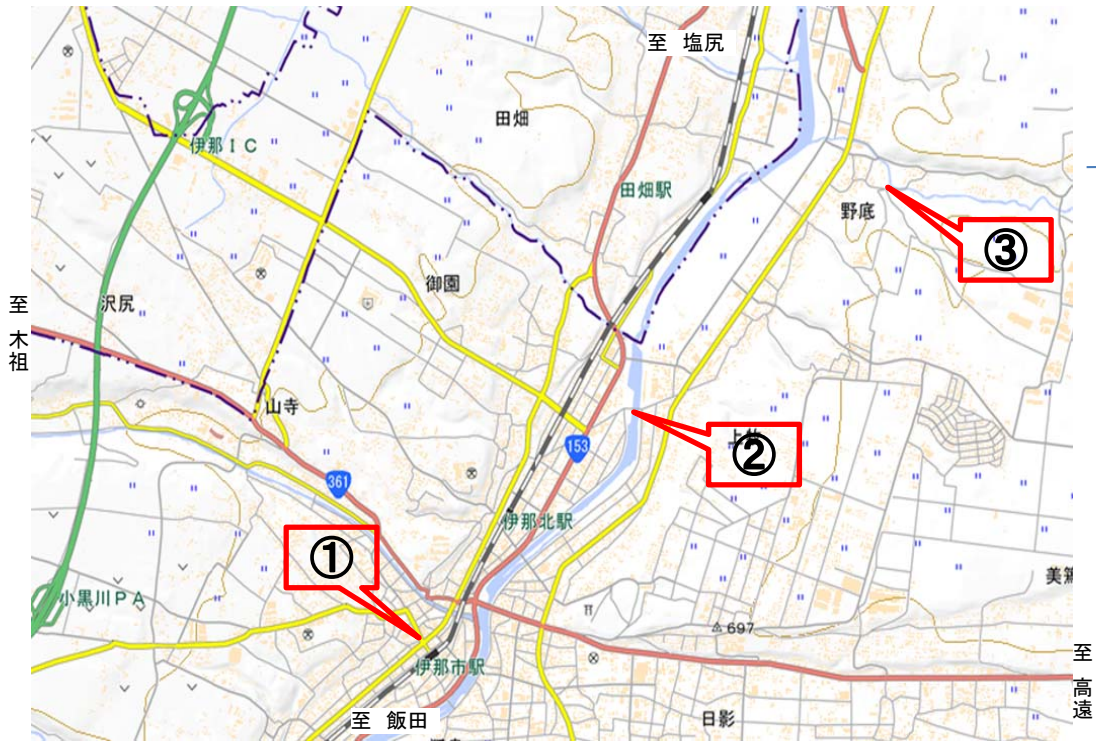 至 塩尻
田畑
伊那IC
田畑駅
野底
③
御園
沢尻
至 木祖
山寺
②
153
361
伊那北駅
①
小黒川PA
697
伊那市駅
至 高遠
至 飯田
日影